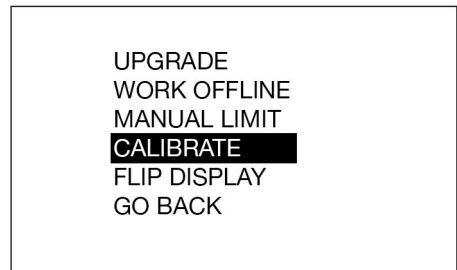 UPGRADE
WORK OFFLINE
MANUAL LIMIT
CALIBRATE
FLIP DISPLAY
GO BACK